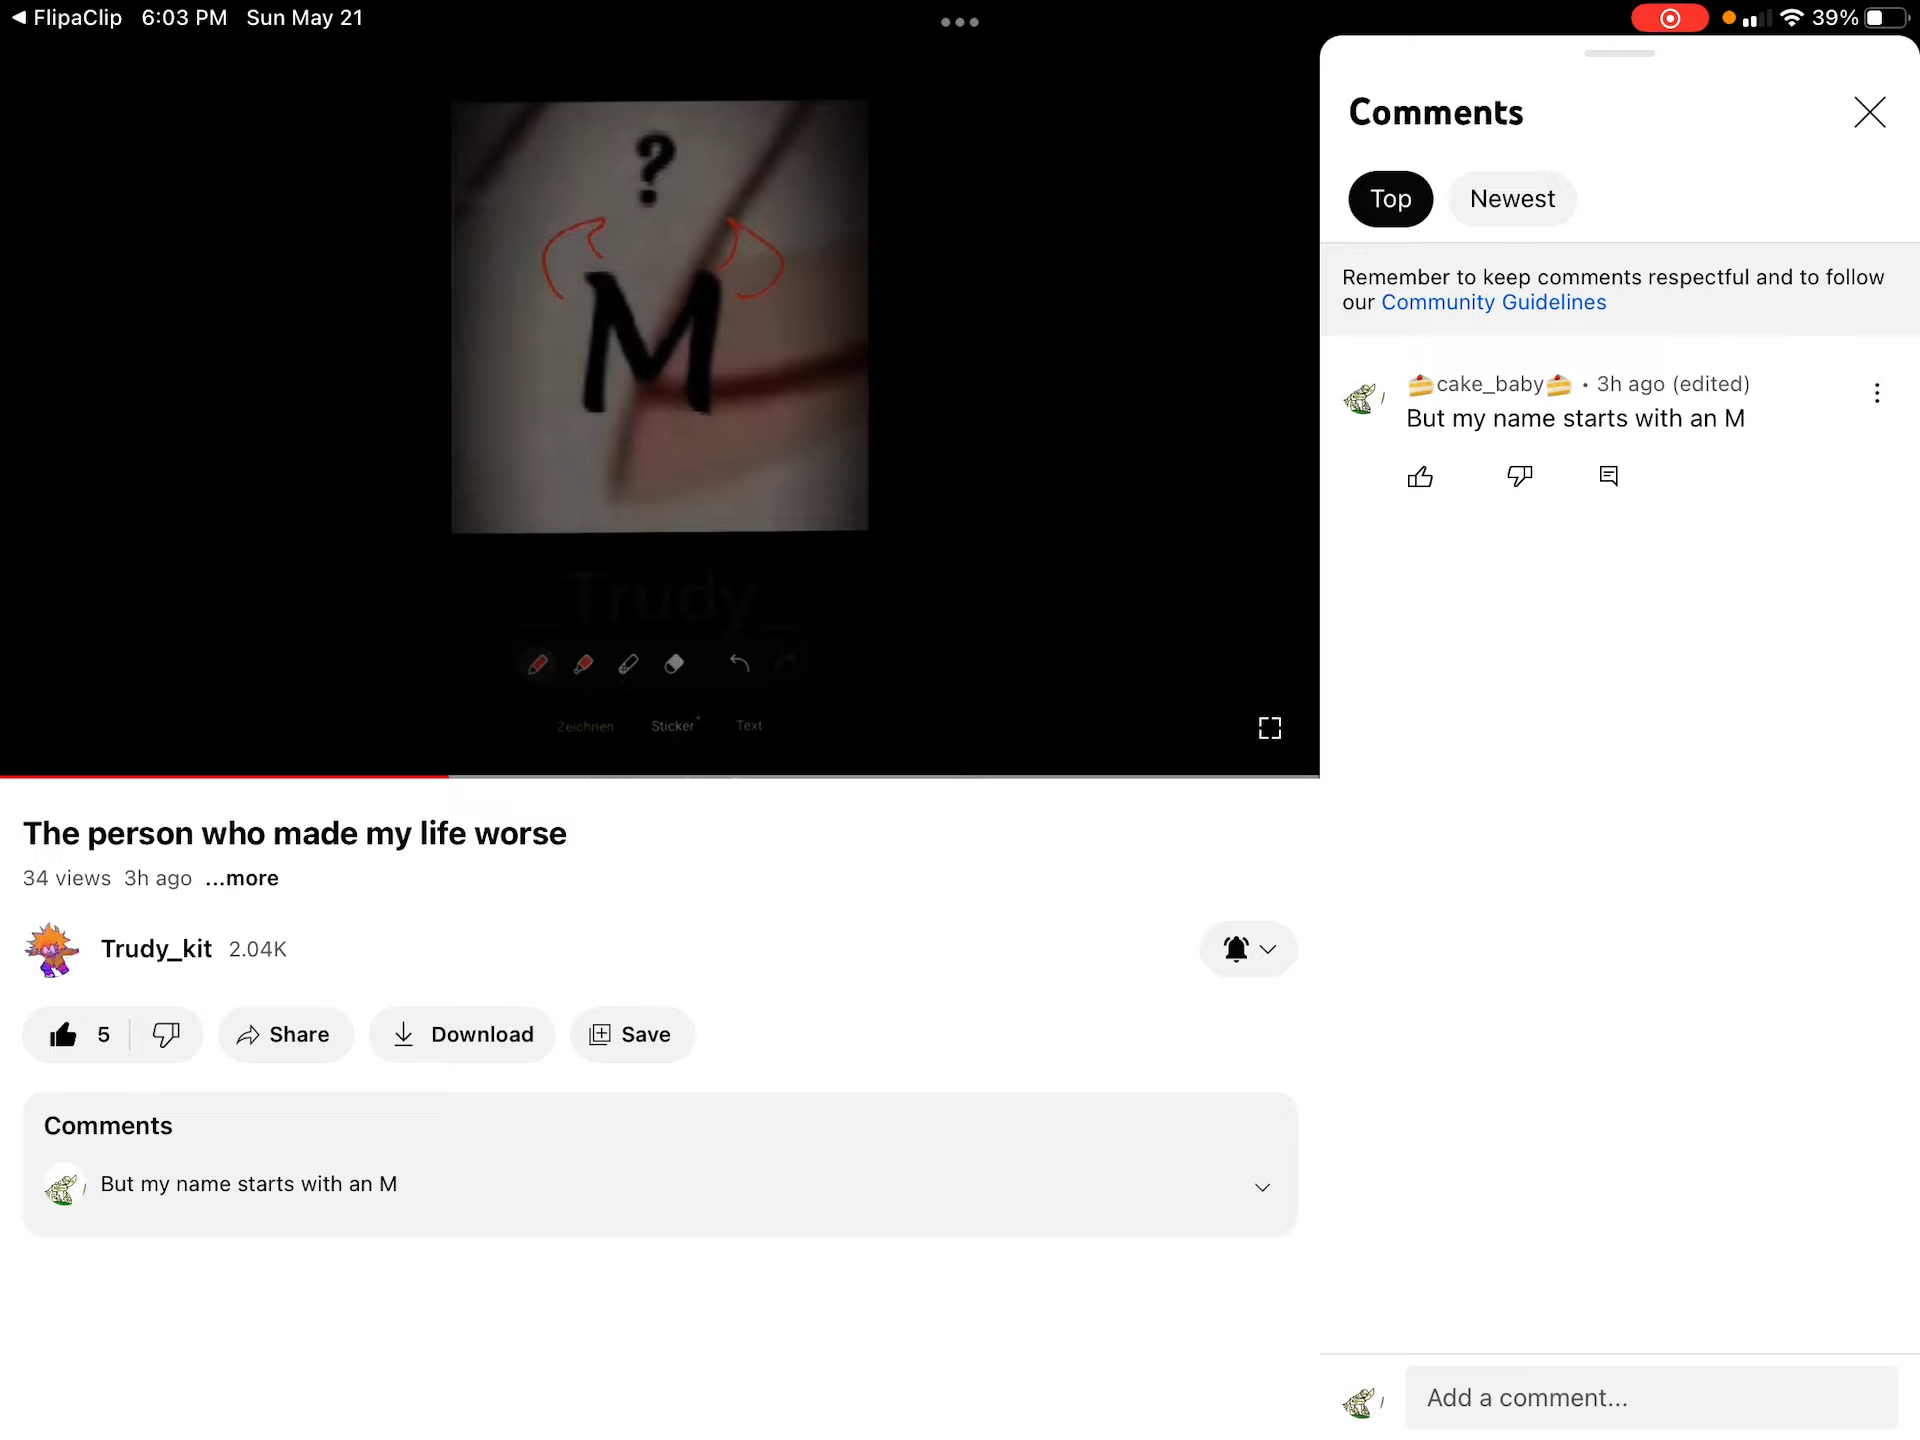 FlipaClip 6:03 PM Sun May 21
39%
?
M
_Trudy_
Zeichnen Sticker Text
The person who made my life worse
34 views 3h ago ...more
Trudy_kit 2.04K
5 Share Download Save
Comments
But my name starts with an M
Comments
Top Newest
Remember to keep comments respectful and to follow
our Community Guidelines
🍰cake_baby🍰 • 3h ago (edited)
But my name starts with an M
Add a comment...